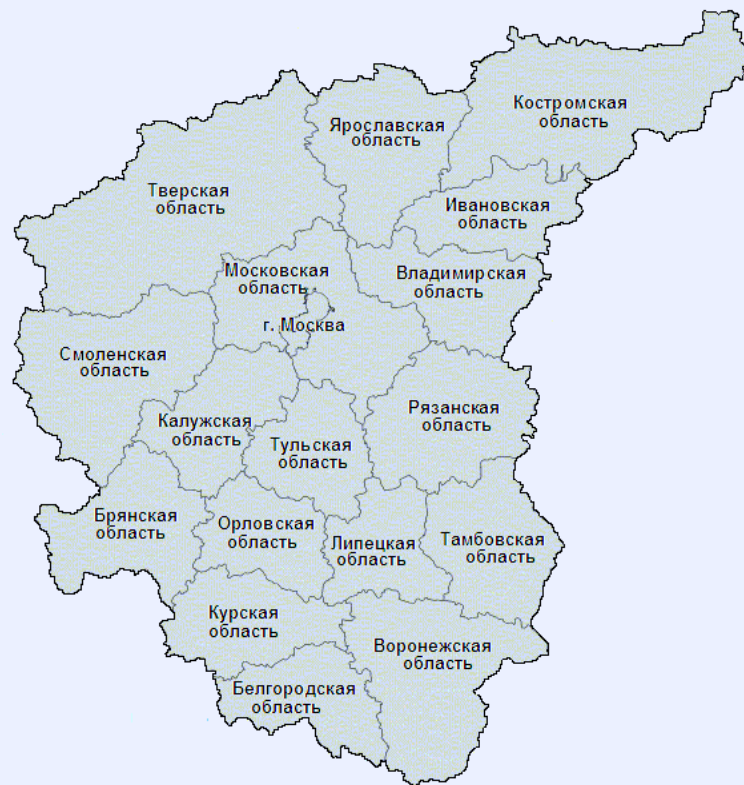 Костромская
область
Ярославская
область
Тверская
область
Ивановская
область
Московская
область
Владимирская
область
г. Москва
Смоленская
область
Рязанская
область
Калужская
область
Тульская
область
Брянская
область
Орловская
область
Липецкая
область
Тамбовская
область
Курская
область
Воронежская
область
Белгородская
область